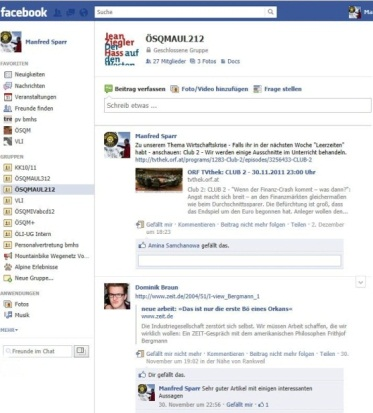 facebook
Suche
Ma
Manfred Sparr
FAVORITEN
Neuigkeiten
Nachrichten
Veranstaltungen
Freunde finden
pv bmhs
ÖSQM
VLI
GRUPPEN
KK10/11
ÖSQMAUL312
ÖSQMAUL212
VLI
ÖSQMIVabcd12
ÖSQM+
ÖLI-UG Intern
Personalvertretung bmhs
Mountainbike Wegenetz Vo
Alpine Erlebnisse
Neue Gruppe...
ANWENDUNGEN
Fotos
Musik
MEHR
Freunde im Chat
Jean
Ziegler
Der
Hass auf
den
Westen
ÖSQMAUL212
Geschlossene Gruppe
27 Mitglieder 3 Fotos Docs
Beitrag verfassen Foto/Video hinzufügen Frage stellen
Schreib etwas ...
Manfred Sparr
Zu unserem Thema Wirtschaftskrise - Falls ihr in der nächsten Woche "Leerzeiten"
hat - anschauen: Club 2 - Wir werden einige Ausschnitte im Unterricht behandeln.
http://tvthek.orf.at/programs/1283-Club-2/episodes/3256433-CLUB-2
ORF TVthek: CLUB 2 - 30.11.2011 23:00 Uhr
tvthek.orf.at
Club 2: CLUB 2 - "Wenn der Finanz-Crash kommt – was dann?":
Angst macht sich breit – an den Finanzmärkten gleichermaßen
wie beim Durchschnittssparer. Die Befürchtung ist groß, dass
das Endspiel um den Euro begonnen hat. Anleger wollen den...
Gefällt mir · Kommentieren · Beitrag nicht mehr folgen · Teilen · 2. Dezember
um 18:23
Amina Samchanowa gefällt das.
Dominik Braun
http://www.zeit.de/2004/51/I-view_Bergmann_1
neue arbeit: »Das ist nur die erste Bö eines Orkans«
www.zeit.de
Die Industriegesellschaft zerstört sich selbst. Wir müssen Arbeit schaffen, die wir
wirklich wollen: Ein ZEIT-Gespräch mit dem amerikanischen Philosophen Frithjof
Bergmann
Gefällt mir nicht mehr · Kommentieren · Beitrag nicht mehr folgen · Teilen · 30.
November um 19:02 in der Nähe von
Dir gefällt das.
Manfred Sparr Sehr guter Artikel mit einigen interessanten
Aussagen
30. November um 22:56 · Gefällt mir · 1